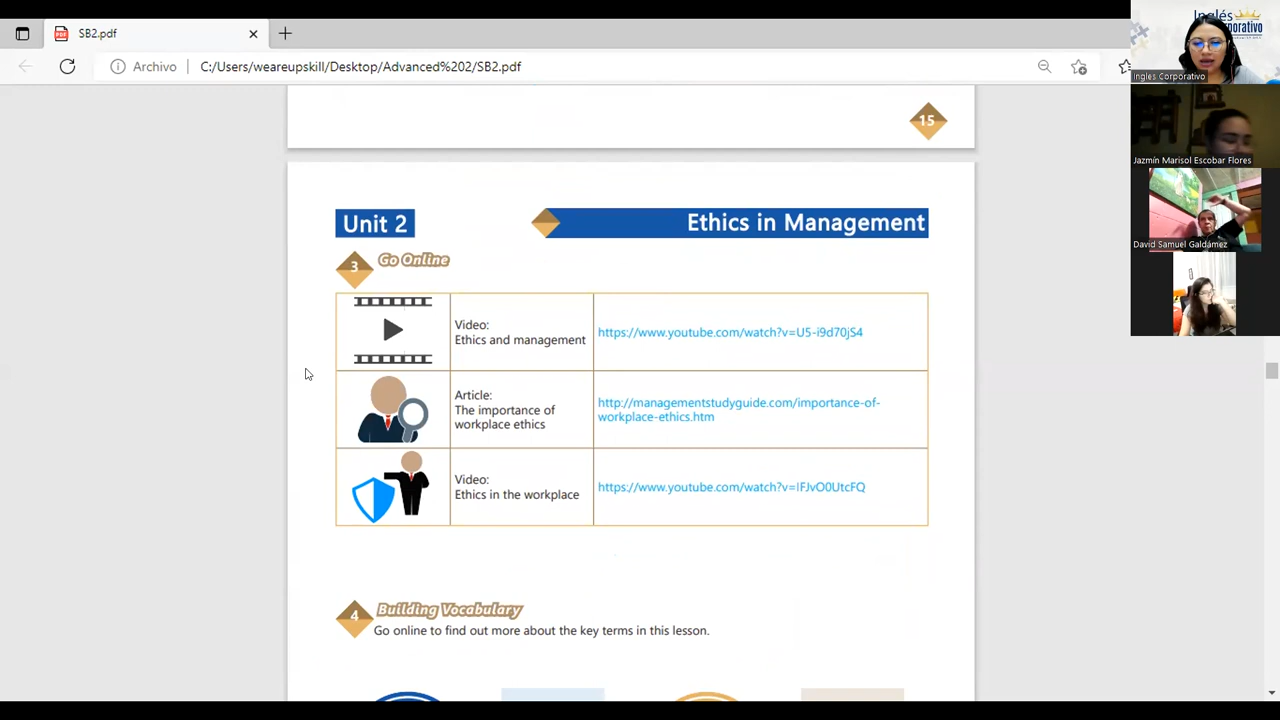 SB2.pdf
Archivo
C:/Users/weareupskill/Desktop/Advanced%202/SB2.pdf
15
Unit 2
Ethics in Management
3
Go Online
Video:
Ethics and management
https://www.youtube.com/watch?v=U5-i9d70jS4
Article:
The importance of
workplace ethics
http://managementstudyguide.com/importance-of-
workplace-ethics.htm
Video:
Ethics in the workplace
https://www.youtube.com/watch?v=IFJvO0UtcFQ
4
Building Vocabulary
Go online to find out more about the key terms in this lesson.
Inglés
Ingles Corporativo
Jazmín Marisol Escobar Flores
David Samuel Galdámez